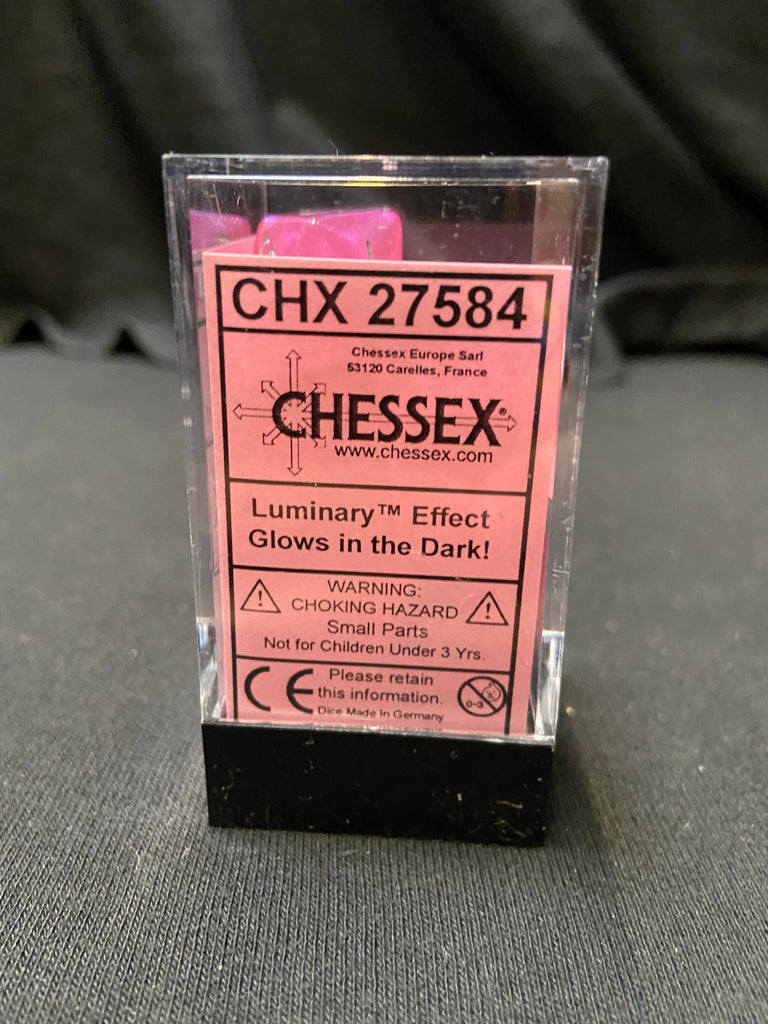 CHX 27584
Chessex Europe Sarl
53120 Carelles, France
CHESSEX®
www.chessex.com
Luminary™ Effect
Glows in the Dark!
WARNING:
CHOKING HAZARD
Small Parts
Not for Children Under 3 Yrs.
CE Please retain
this information.
0-3
Dice Made In Germany